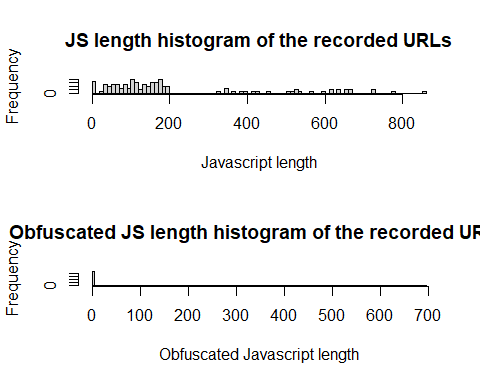 JS length histogram of the recorded URLs
Frequency
0
0 200 400 600 800
Javascript length
Obfuscated JS length histogram of the recorded UR
Frequency
0
0 100 200 300 400 500 600 700
Obfuscated Javascript length